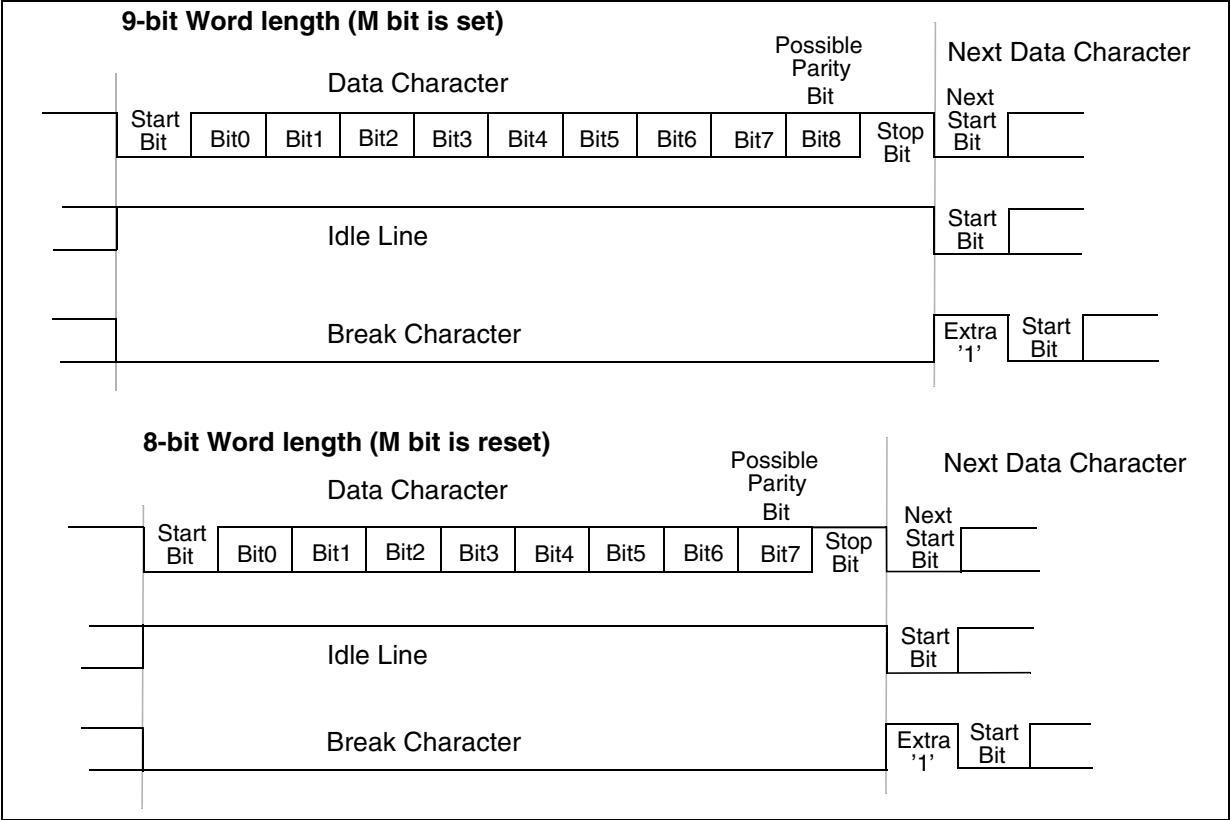 9-bit Word length (M bit is set)
Possible
Parity
Bit
Next Data Character
Data Character
Start
Bit
Bit0
Bit1
Bit2
Bit3
Bit4
Bit5
Bit6
Bit7
Bit8
Stop
Bit
Next
Start
Bit
Idle Line
Start
Bit
Break Character
Extra
'1'
Start
Bit
8-bit Word length (M bit is reset)
Possible
Parity
Bit
Next Data Character
Data Character
Start
Bit
Bit0
Bit1
Bit2
Bit3
Bit4
Bit5
Bit6
Bit7
Stop
Bit
Next
Start
Bit
Idle Line
Start
Bit
Break Character
Extra
'1'
Start
Bit